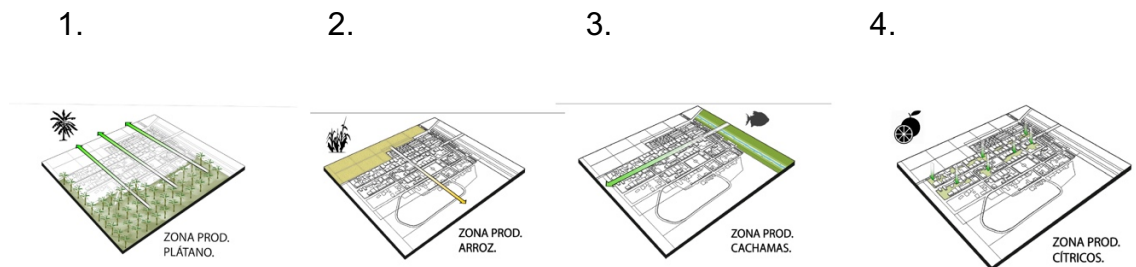 1.
2.
3.
4.
ZONA PROD.
PLÁTANO.
ZONA PROD.
ARROZ.
ZONA PROD.
CACHAMAS.
ZONA PROD.
CÍTRICOS.